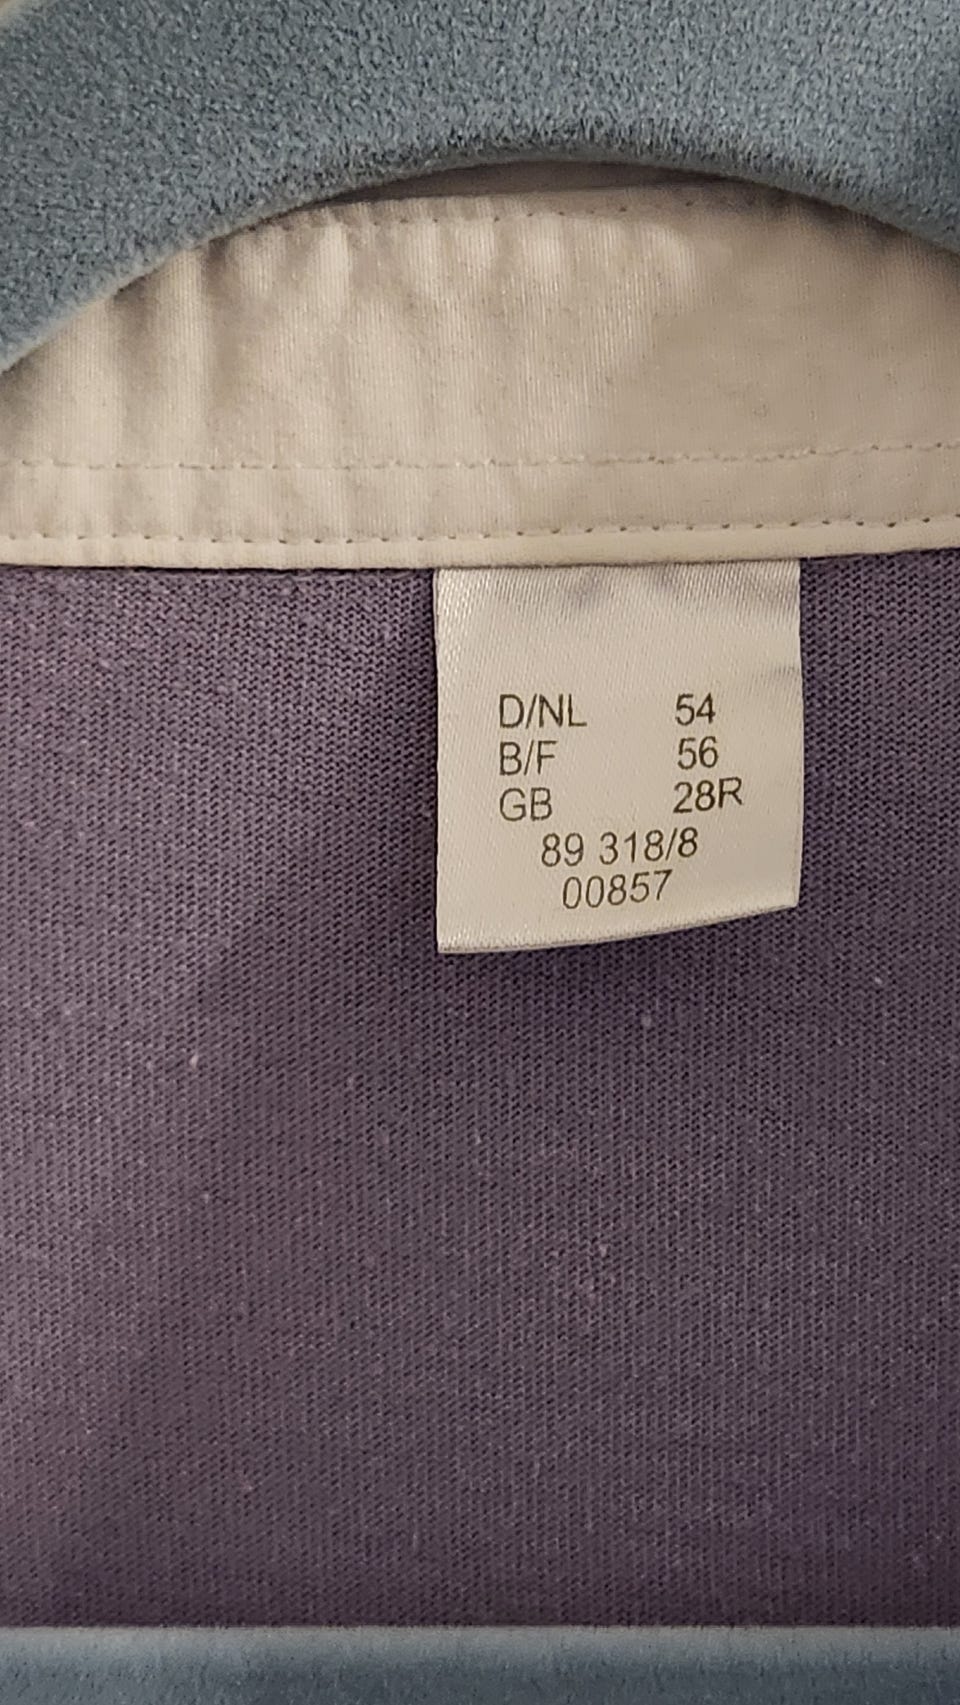 D/NL 54
B/F 56
GB 28R
89 318/8
00857